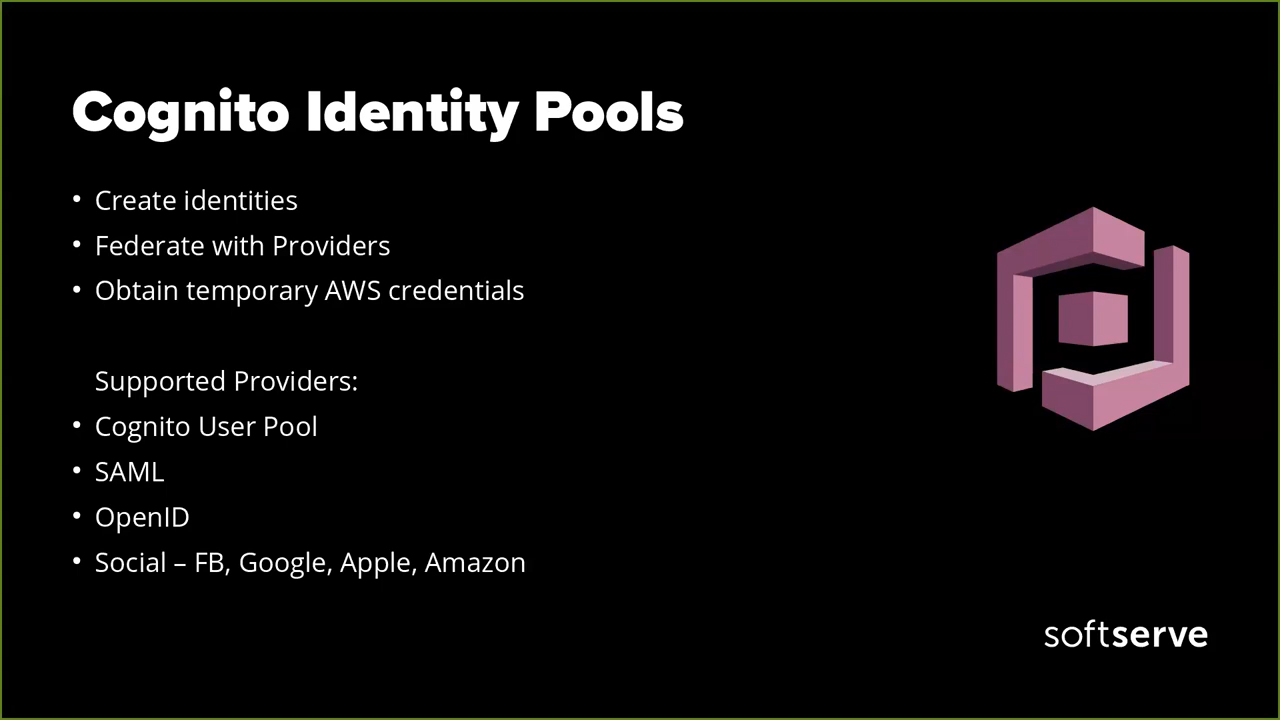 Cognito Identity Pools
• Create identities
• Federate with Providers
• Obtain temporary AWS credentials
Supported Providers:
• Cognito User Pool
• SAML
• OpenID
• Social – FB, Google, Apple, Amazon
softserve